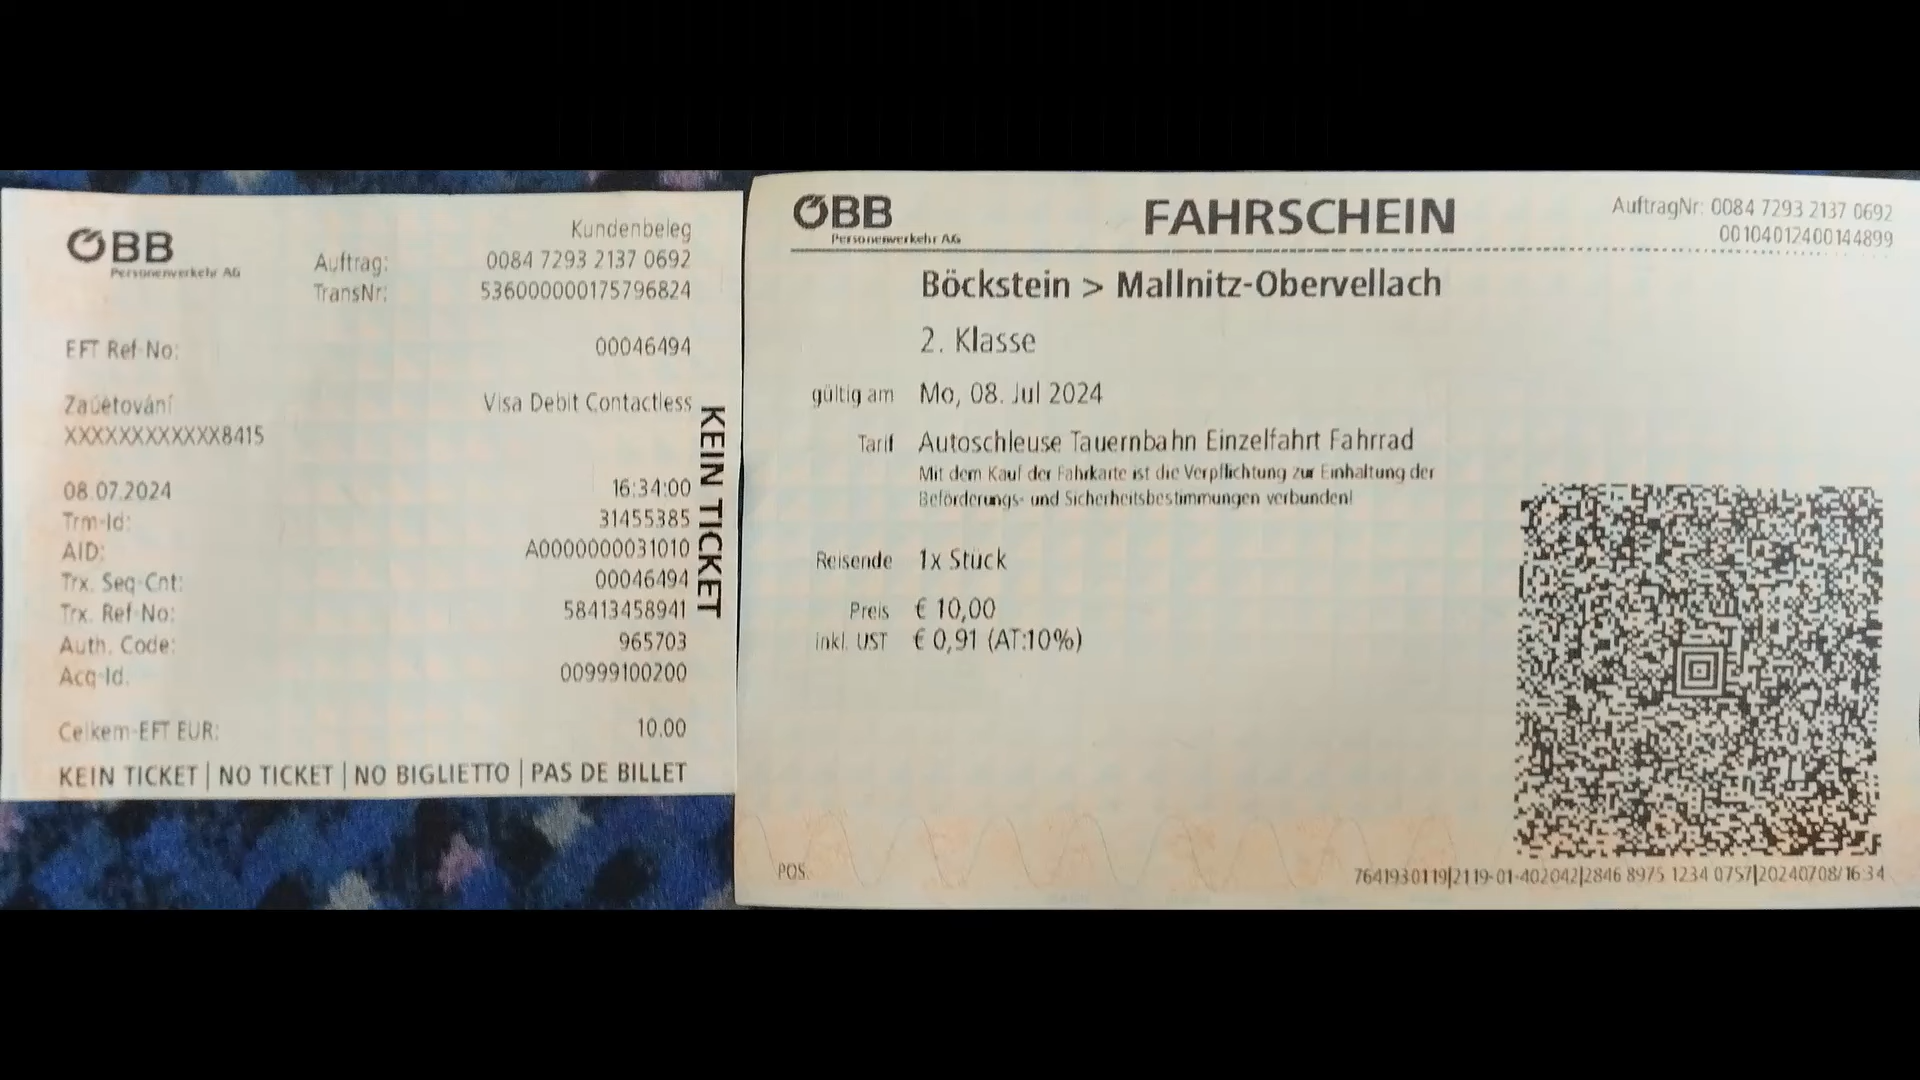 ÖBB
Personenverkehr AG
Kundenbeleg
Auftrag: 0084 7293 2137 0692
TransNr: 536000000175796824
EFT Ref-No: 00046494
Zaúètování Visa Debit Contactless
XXXXXXXXXXXX8415
08.07.2024 16:34:00
Trm-Id: 31455385
AID: A0000000031010
Trx. Seq-Cnt: 00046494
Trx. Ref-No: 58413458941
Auth. Code: 965703
Acq-Id. 00999100200
Celkem-EFT EUR: 10.00
KEIN TICKET | NO TICKET | NO BIGLIETTO | PAS DE BILLET
KEIN TICKET
ÖBB
Personenverkehr AG
FAHRSCHEIN
AuftragNr: 0084 7293 2137 0692
00104012400144899
Böckstein > Mallnitz-Obervellach
2. Klasse
gültig am Mo, 08. Jul 2024
Tarif Autoschleuse Tauernbahn Einzelfahrt Fahrrad
Mit dem Kauf der Fahrkarte ist die Verpflichtung zur Einhaltung der
Beförderungs- und Sicherheitsbestimmungen verbunden!
Reisende 1x Stück
Preis € 10,00
inkl. UST € 0,91 (AT:10%)
POS.
7641930119|2119-01-402042|2846 8975 1234 0757|20240708/16:34